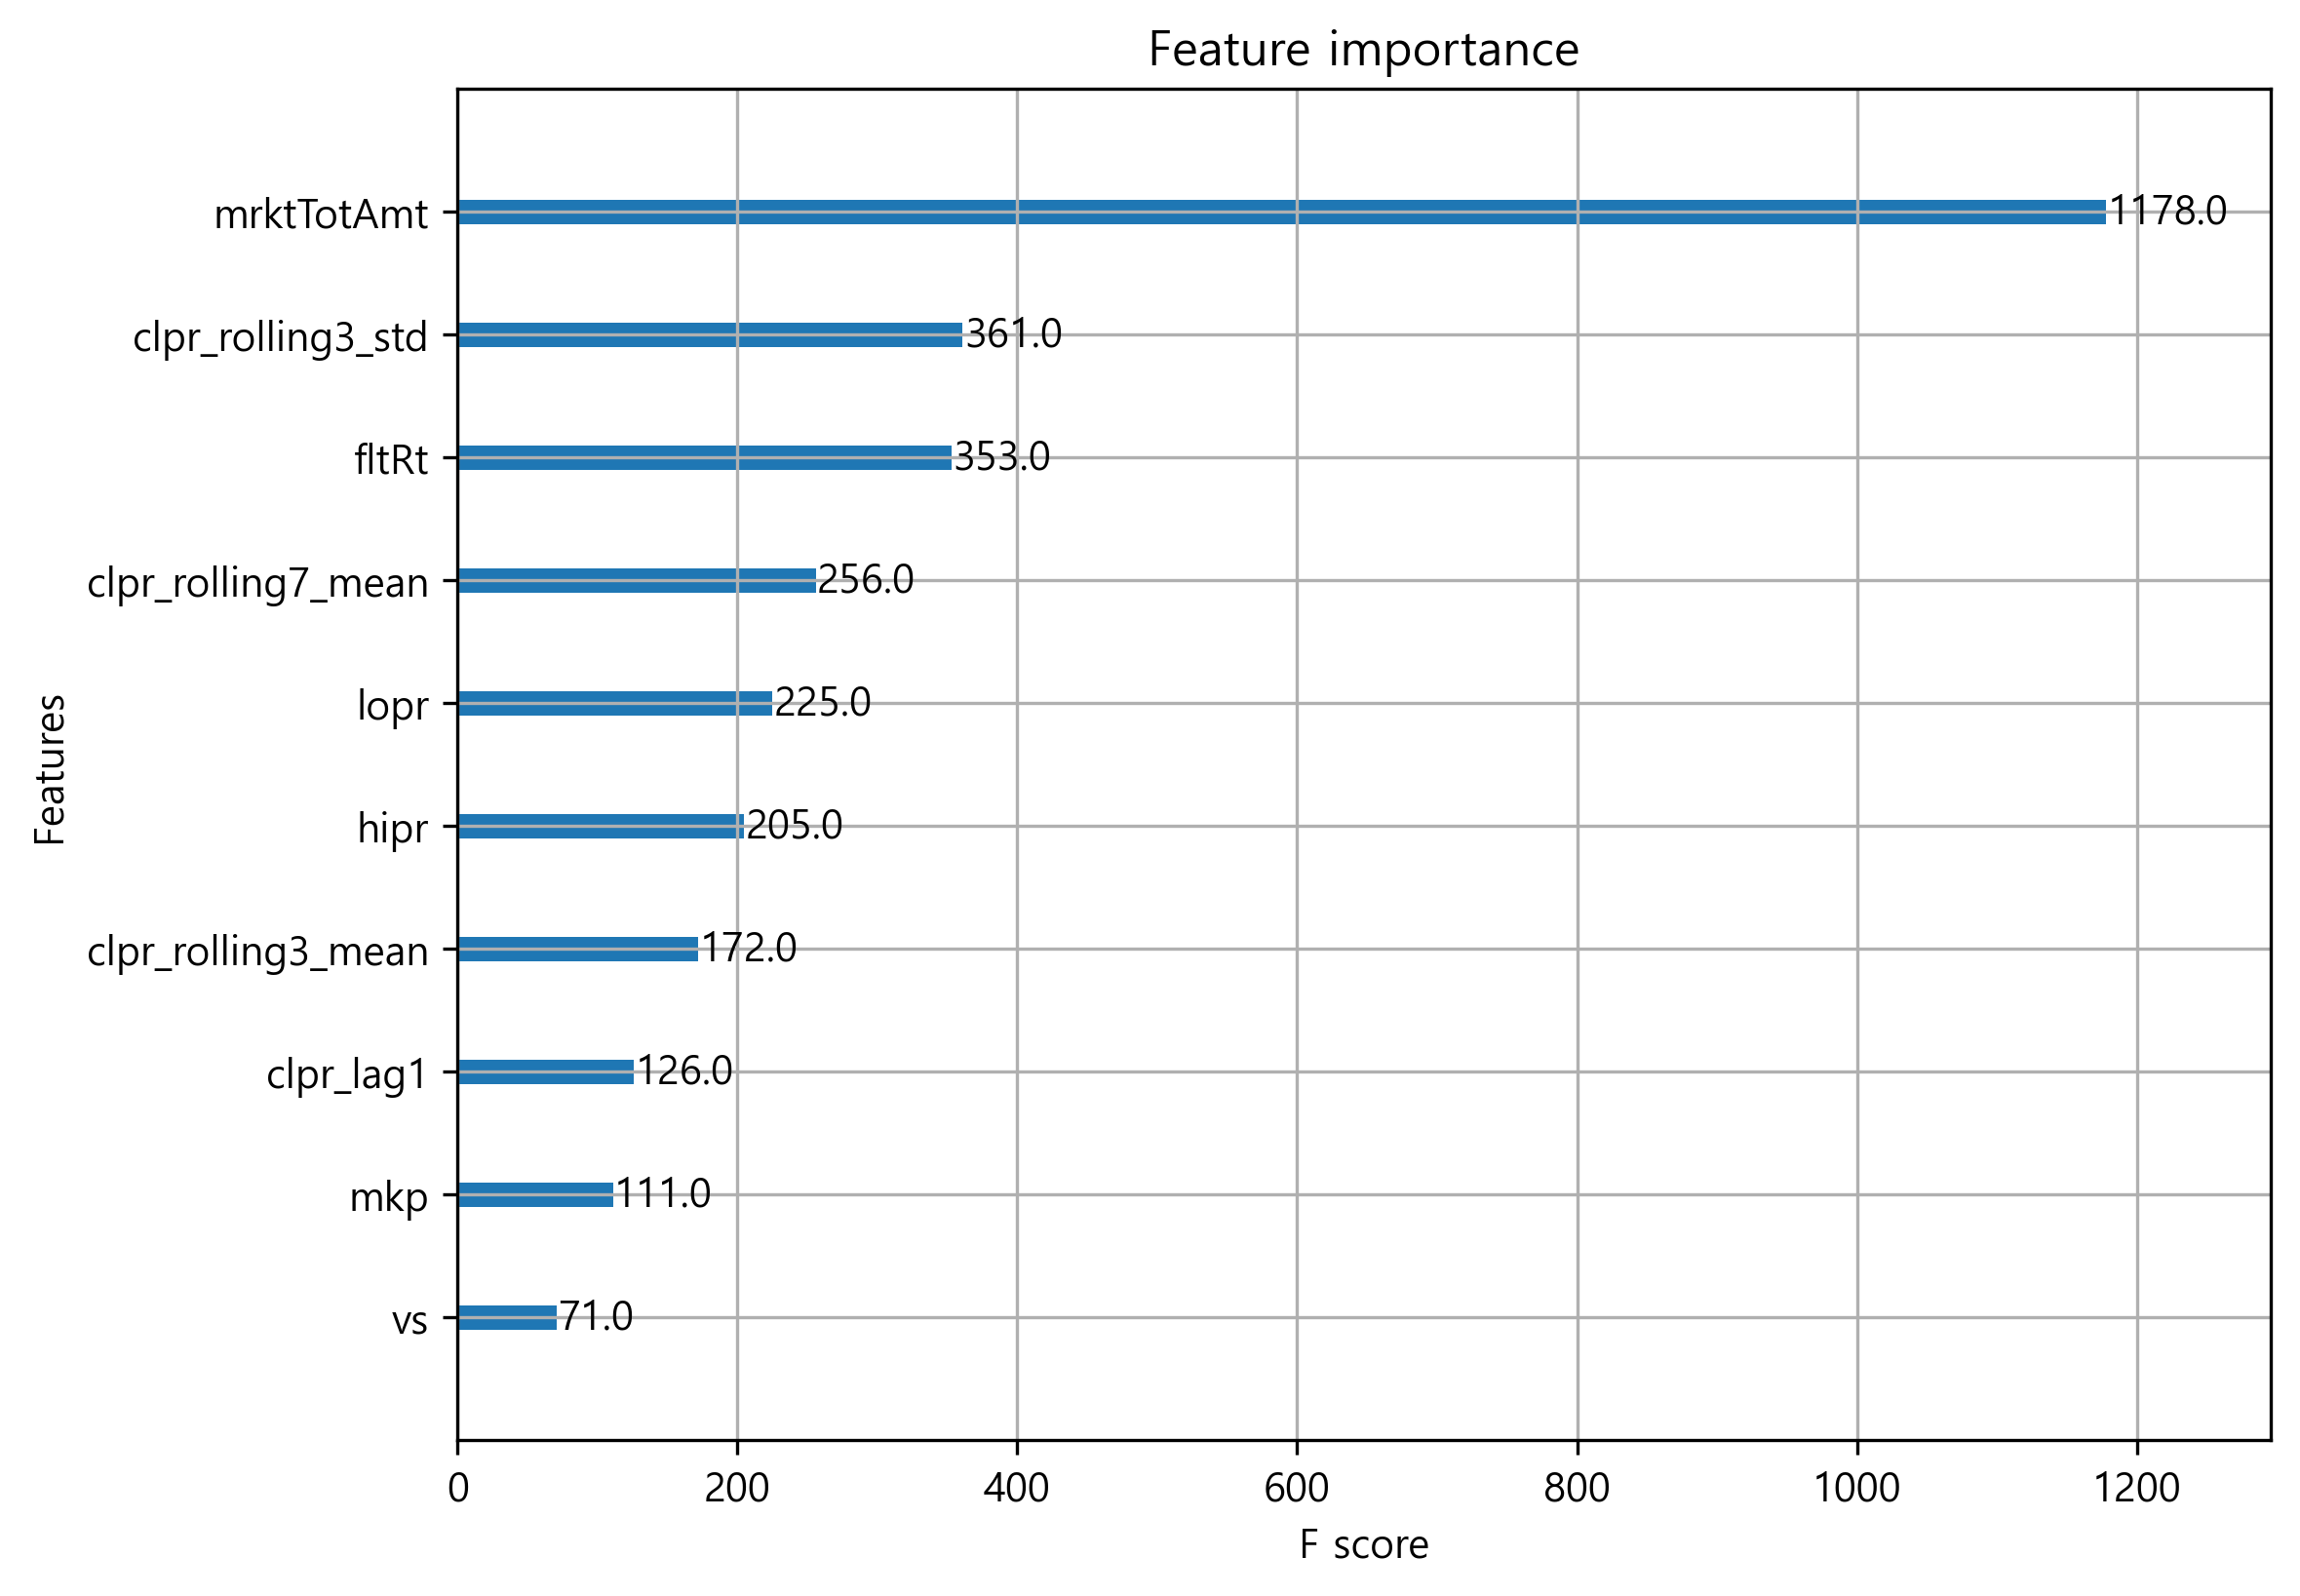 Feature importance
mrktTotAmt
1178.0
clpr_rolling3_std
361.0
fltRt
353.0
clpr_rolling7_mean
256.0
lopr
225.0
hipr
205.0
clpr_rolling3_mean
172.0
clpr_lag1
126.0
mkp
111.0
vs
71.0
Features
0 200 400 600 800 1000 1200
F score